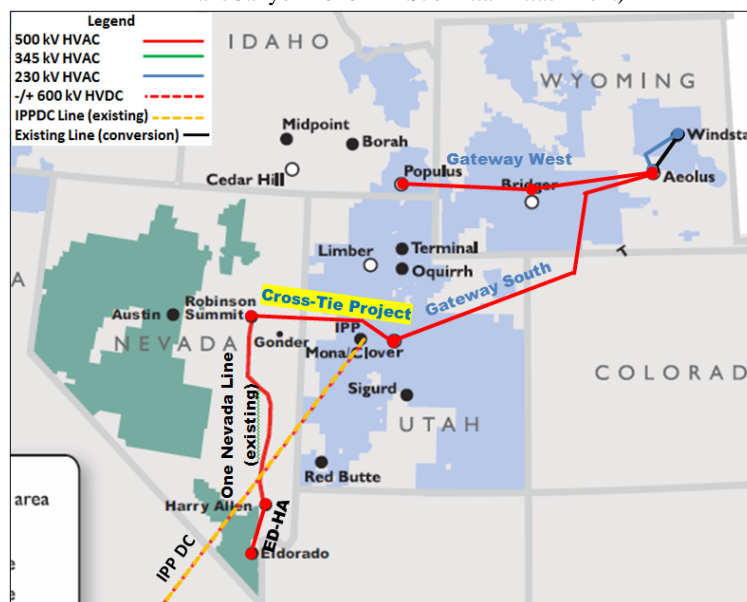 Legend
500 kV HVAC
345 kV HVAC
230 kV HVAC
-/+ 600 kV HVDC
IPPDC Line (existing)
Existing Line (conversion)
IDAHO
WYOMING
Midpoint
Borah
Cedar Hill
Populus
Gateway West
Bridger
Windsta
Aeolus
Limber
Terminal
Oquirrh
Gateway South
Cross-Tie Project
Robinson
Summit
Austin
NEVADA
Gonder
IPP
Mona/Clover
COLORAD
Sigurd
UTAH
One Nevada Line
(existing)
Red Butte
Harry Allen
ED-HA
Eldorado
IPP DC
area
A
T